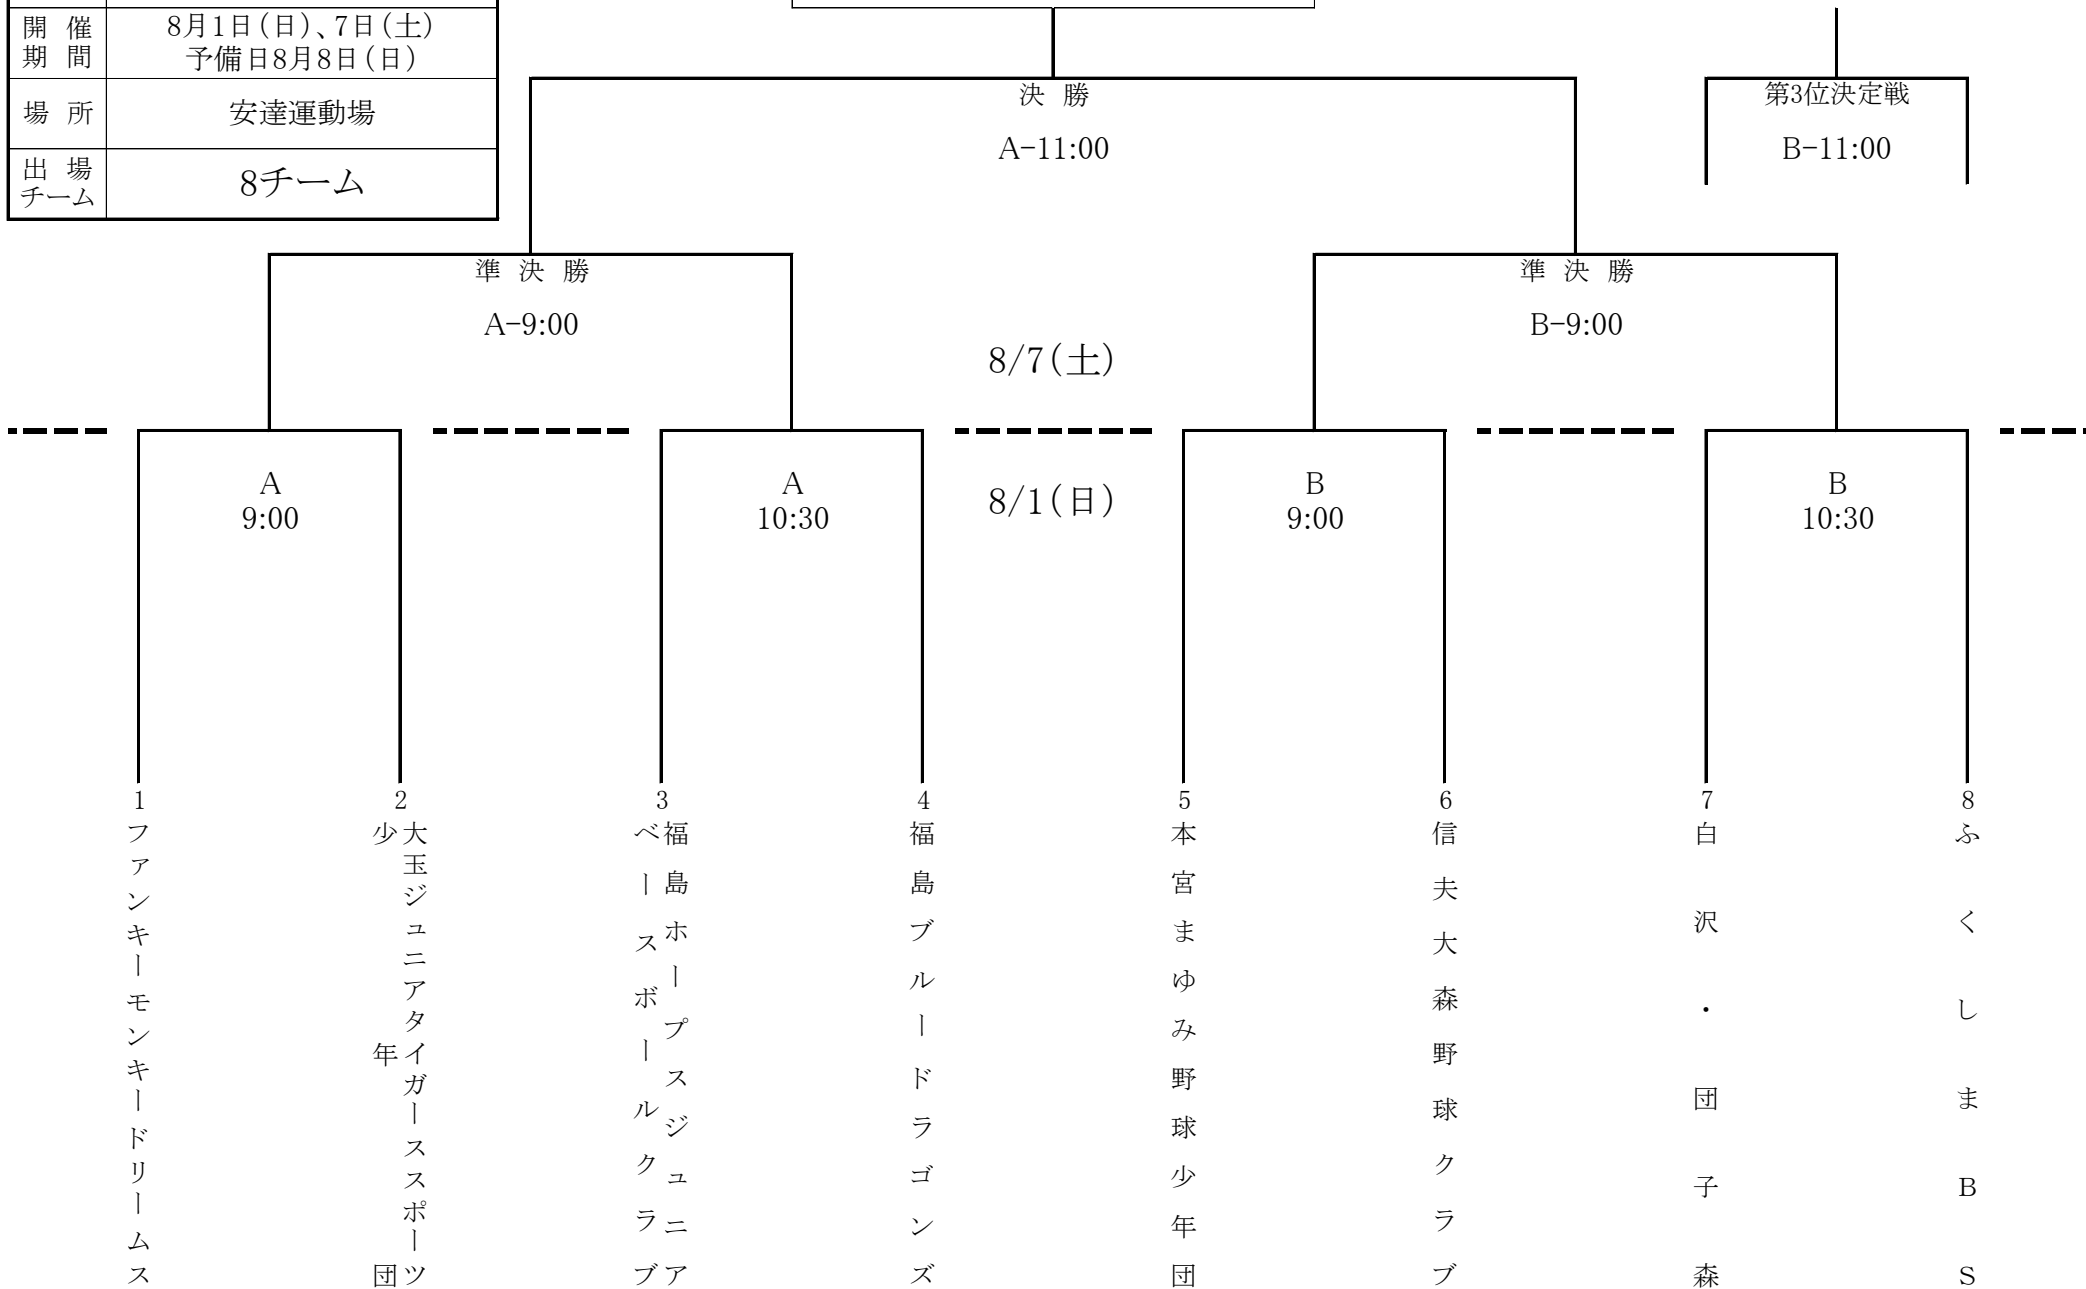 開催期間
8月1日(日)、7日(土)
予備日8月8日(日)
場所
安達運動場
出場チーム
8チーム
決勝
A-11:00
第3位決定戦
B-11:00
準決勝
A-9:00
準決勝
B-9:00
8/7(土)
8/1(日)
A
9:00
A
10:30
B
9:00
B
10:30
1
ファンキーモンキードリームス
2
大玉ジュニアタイガーススポーツ
少年団
3
福島ホープスジュニア
ベースボールクラブ
4
福島ブルードラゴンズ
5
本宮まゆみ野球少年団
6
信夫大森野球クラブ
7
白沢・団子森
8
ふくしまBS